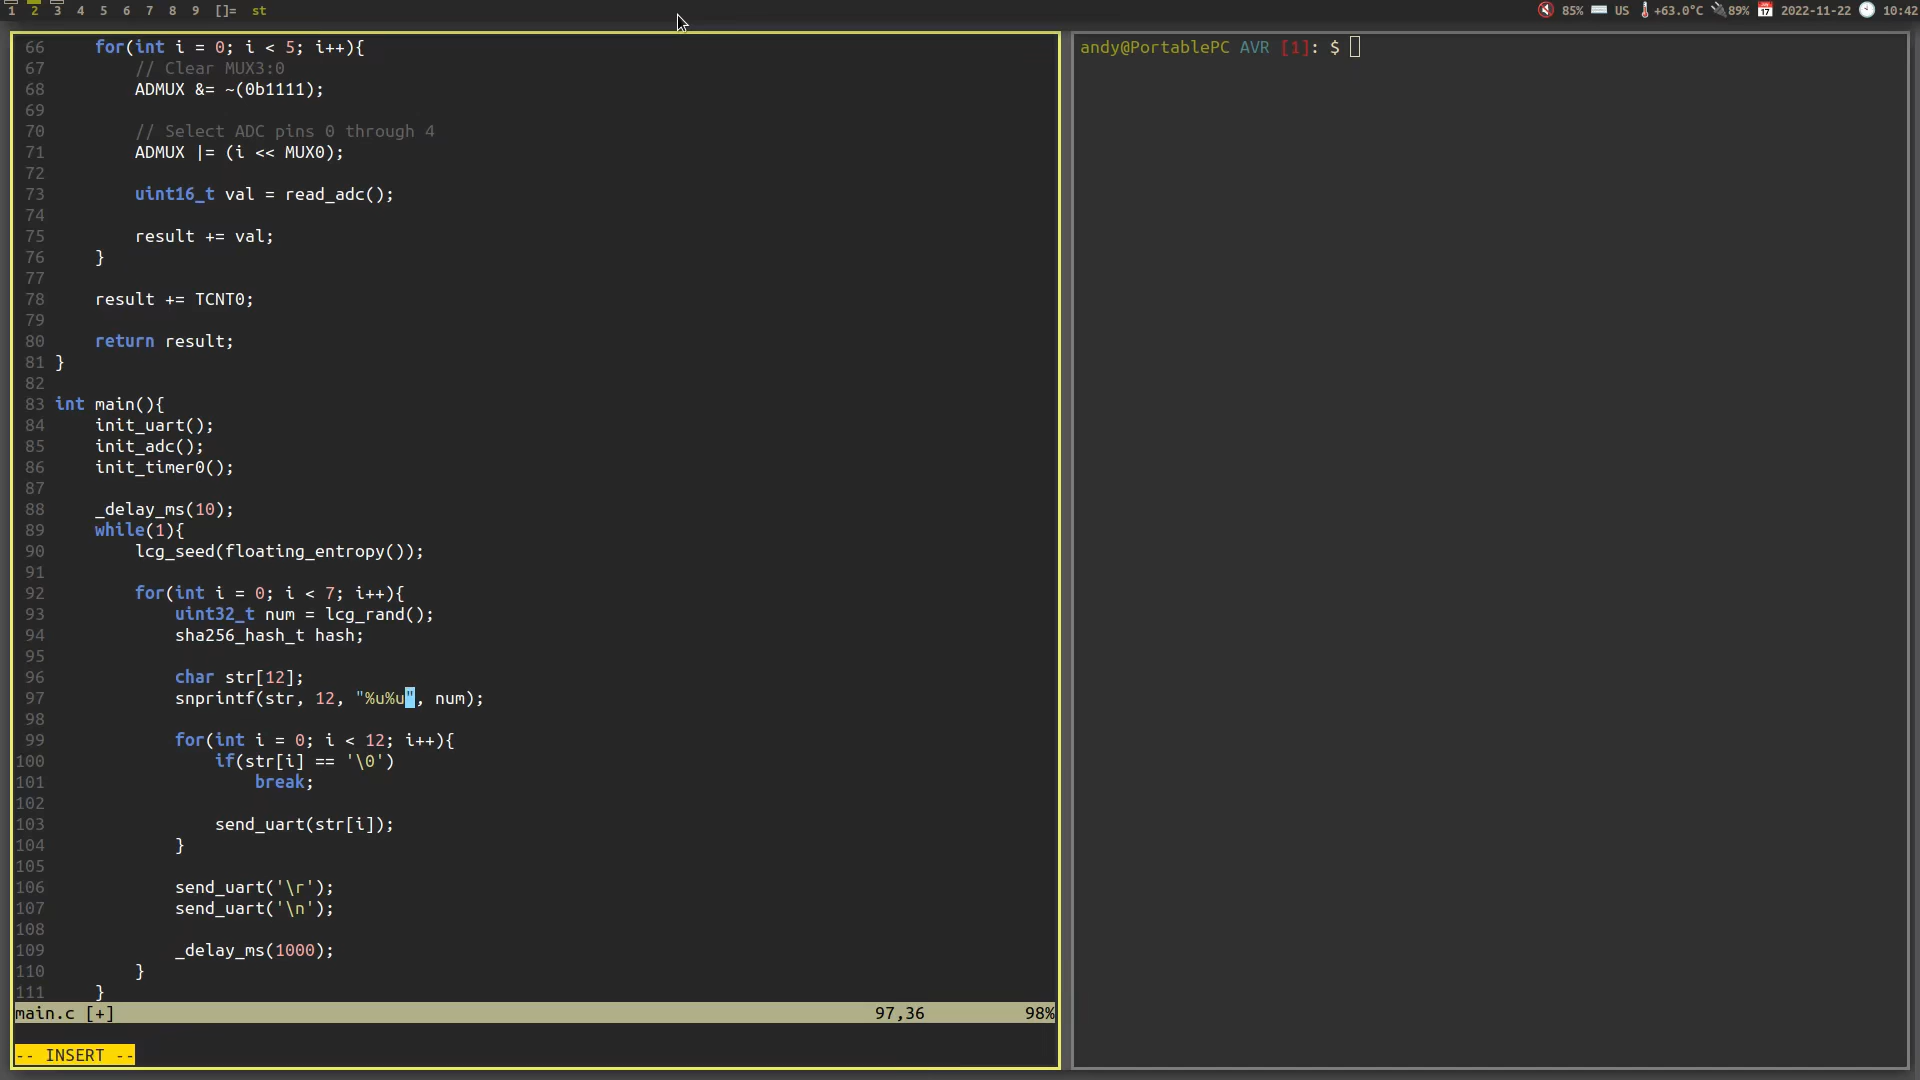 1 2 3 4 5 6 7 8 9 []= st 85% US +63.0°C 89% 2022-11-22 10:42
66     for(int i = 0; i < 5; i++){
67         // Clear MUX3:0
68         ADMUX &= ~(0b1111);
69
70         // Select ADC pins 0 through 4
71         ADMUX |= (i << MUX0);
72
73         uint16_t val = read_adc();
74
75         result += val;
76     }
77
78     result += TCNT0;
79
80     return result;
81 }
82
83 int main(){
84     init_uart();
85     init_adc();
86     init_timer0();
87
88     _delay_ms(10);
89     while(1){
90         lcg_seed(floating_entropy());
91
92         for(int i = 0; i < 7; i++){
93             uint32_t num = lcg_rand();
94             sha256_hash_t hash;
95
96             char str[12];
97             snprintf(str, 12, "%u%u", num);
98
99             for(int i = 0; i < 12; i++){
100                 if(str[i] == '\0')
101                     break;
102
103                 send_uart(str[i]);
104             }
105
106             send_uart('\r');
107             send_uart('\n');
108
109             _delay_ms(1000);
110         }
111     }
main.c [+] 97,36 98%
-- INSERT --
andy@PortablePC AVR [1]: $